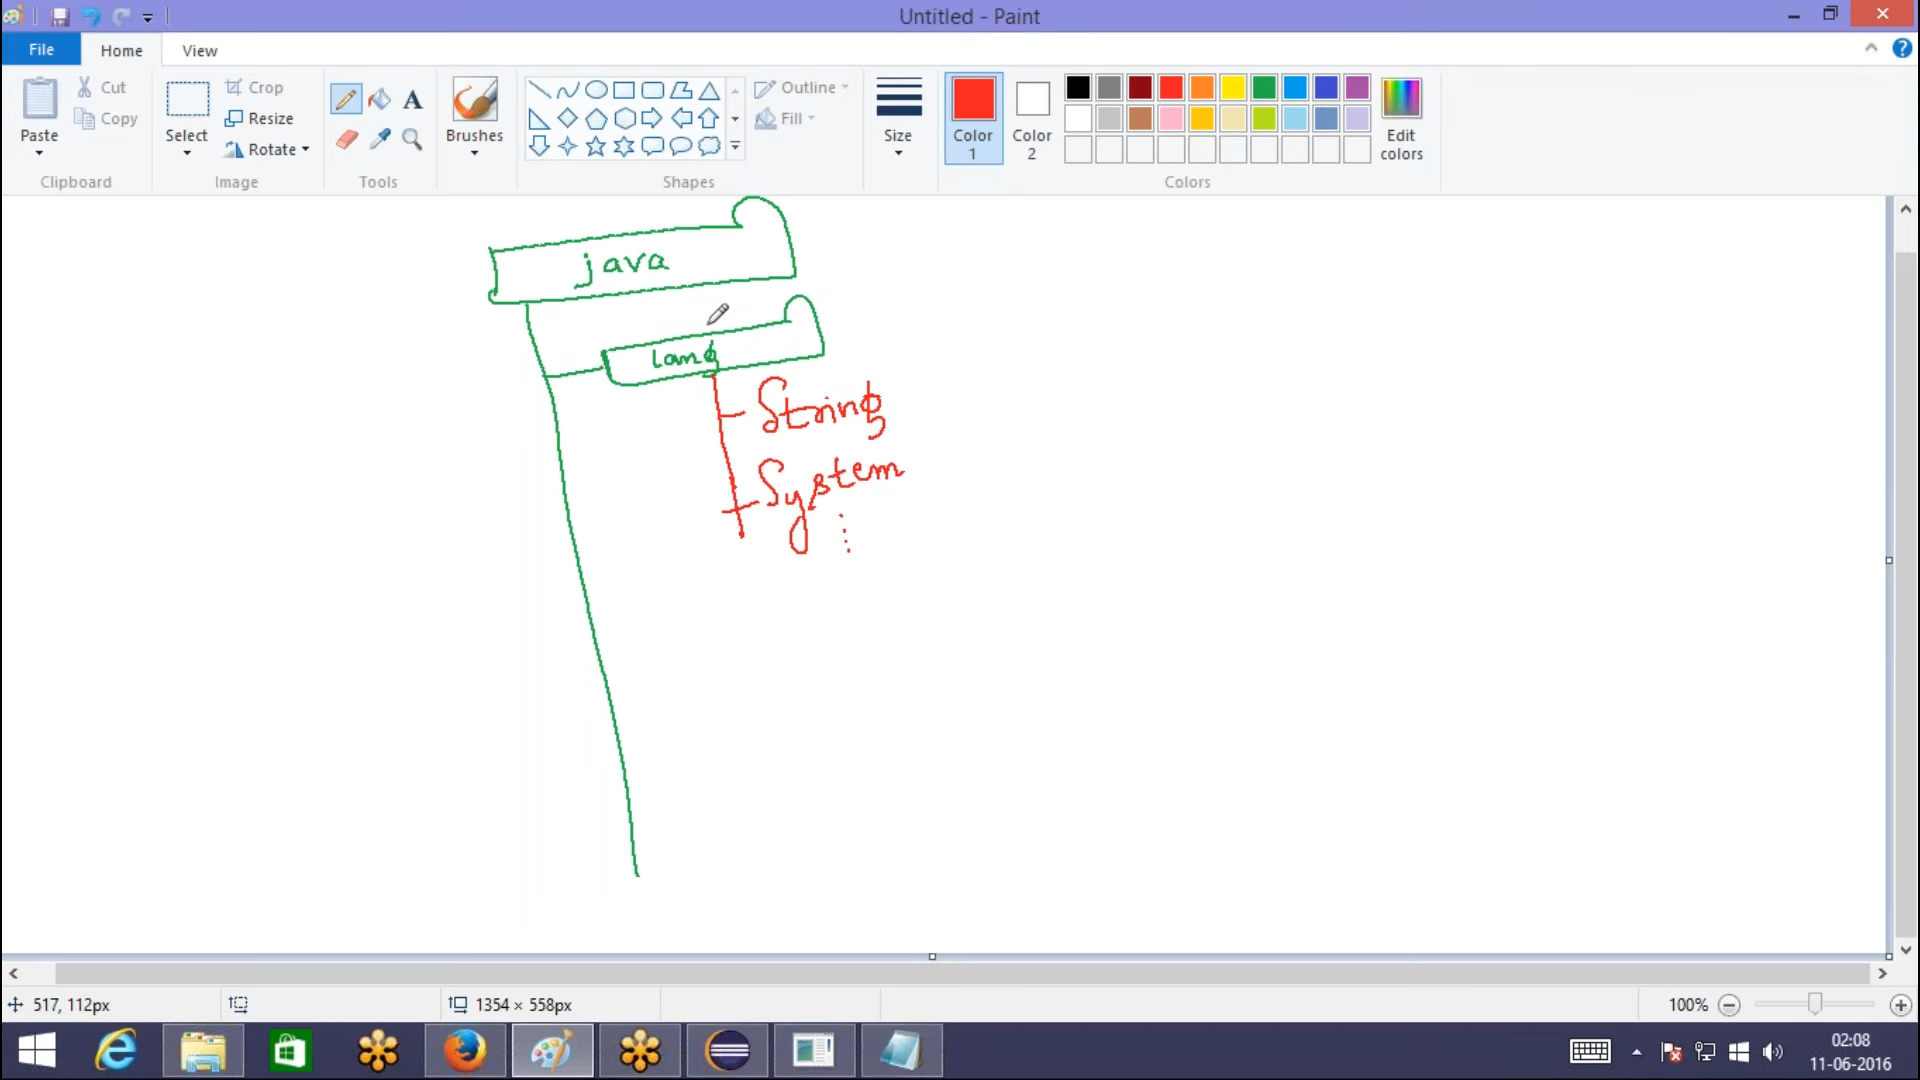 Untitled - Paint
File Home View
Paste
Cut
Copy
Clipboard
Select
Crop
Resize
Rotate
Image
Tools
Brushes
Shapes
Outline
Fill
Size
Color 1
Color 2
Edit colors
Colors
java
lang
String
System
517, 112px
1354 × 558px
100%
02:08
11-06-2016